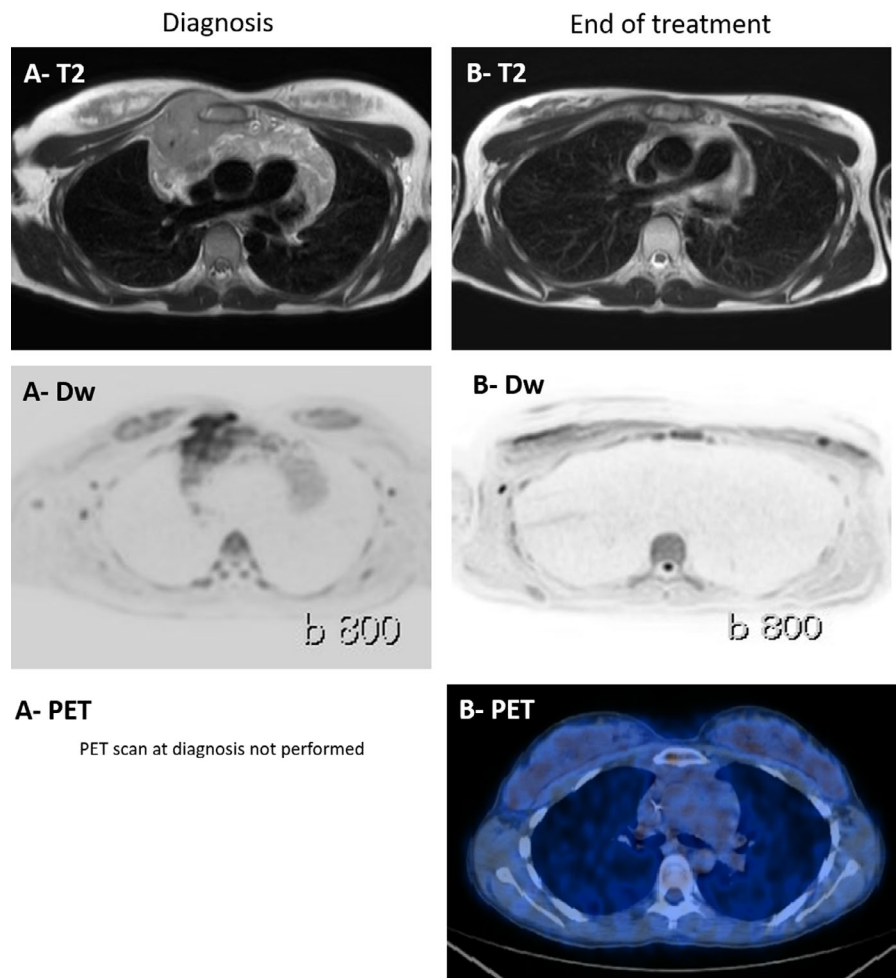 Diagnosis
End of treatment
A- T2
B- T2
A- Dw
B- Dw
b 800
b 800
A- PET
B- PET
PET scan at diagnosis not performed